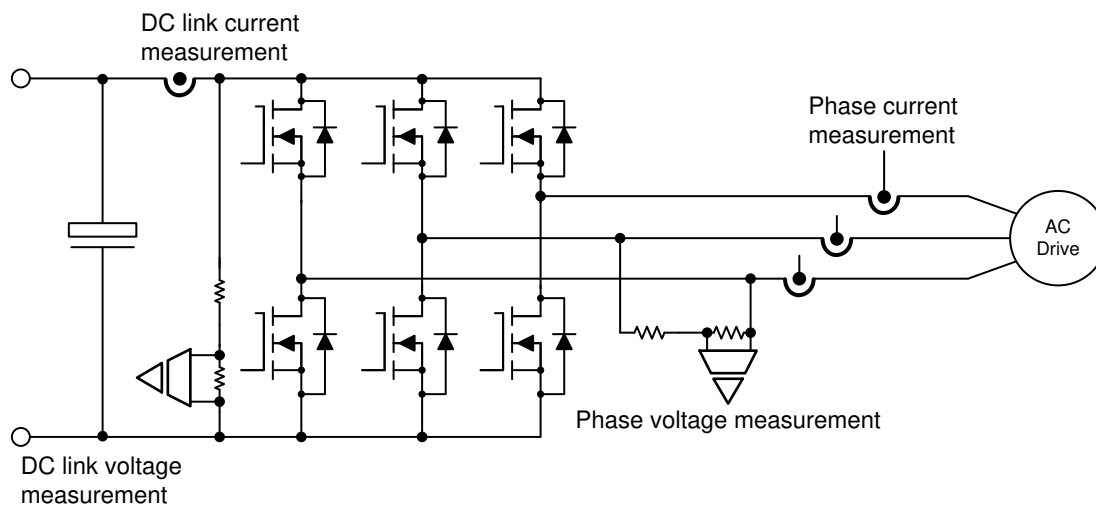 DC link current
measurement
Phase current
measurement
AC
Drive
Phase voltage measurement
DC link voltage
measurement